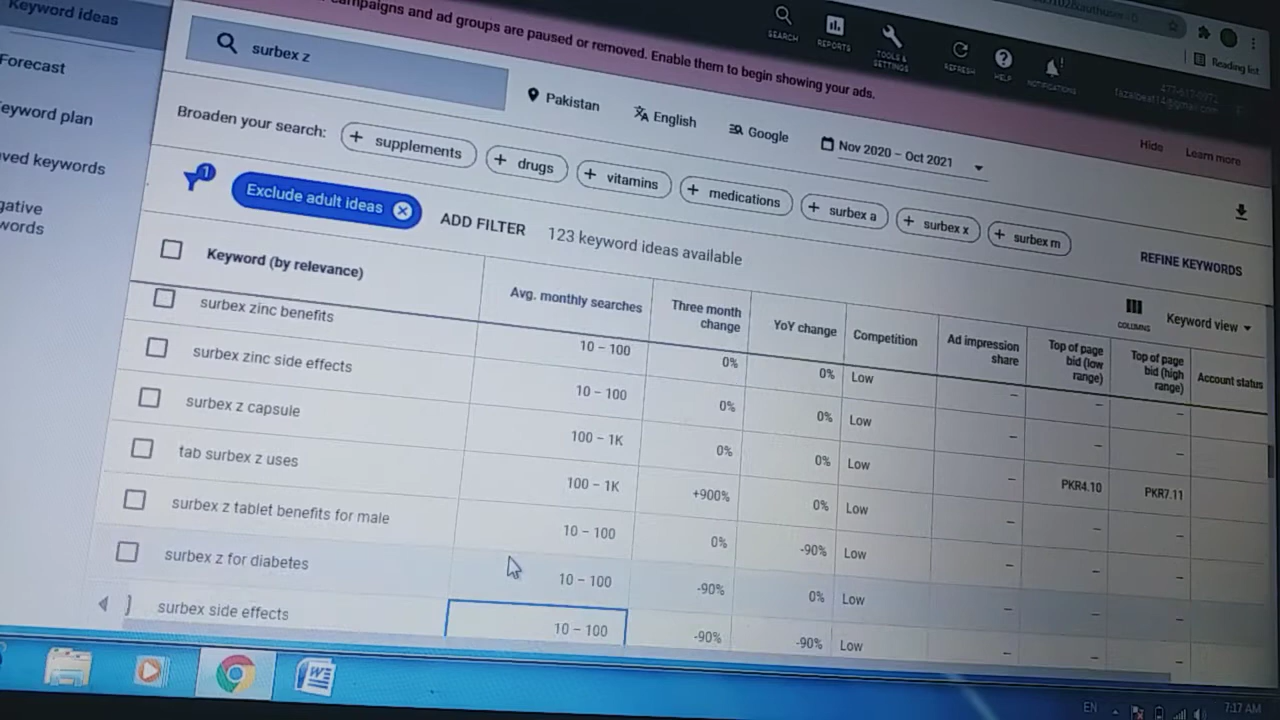 Keyword ideas
Forecast
eyword plan
ved keywords
gative
words
ampaigns and ad groups are paused or removed. Enable them to begin showing your ads.
Hide
Learn more
SEARCH
REPORTS
TOOLS &
SETTINGS
REFRESH
HELP
NOTIFICATIONS
Reading list
surbex z
Pakistan
English
Google
Nov 2020 – Oct 2021
Broaden your search:
+ supplements
+ drugs
+ vitamins
+ medications
+ surbex a
+ surbex x
+ surbex m
1
Exclude adult ideas
ADD FILTER
123 keyword ideas available
REFINE KEYWORDS
COLUMNS
Keyword view
Keyword (by relevance) Avg. monthly searches Three month change YoY change Competition Ad impression share Top of page bid (low range) Top of page bid (high range) Account status
surbex zinc benefits 10 – 100 0% 0% Low – – –
surbex zinc side effects 10 – 100 0% 0% Low – – –
surbex z capsule 100 – 1K 0% 0% Low – PKR4.10 PKR7.11
tab surbex z uses 100 – 1K +900% 0% Low – – –
surbex z tablet benefits for male 10 – 100 0% -90% Low – – –
surbex z for diabetes 10 – 100 -90% 0% Low – – –
surbex side effects 10 – 100 -90% -90% Low – – –
EN
7:17 AM